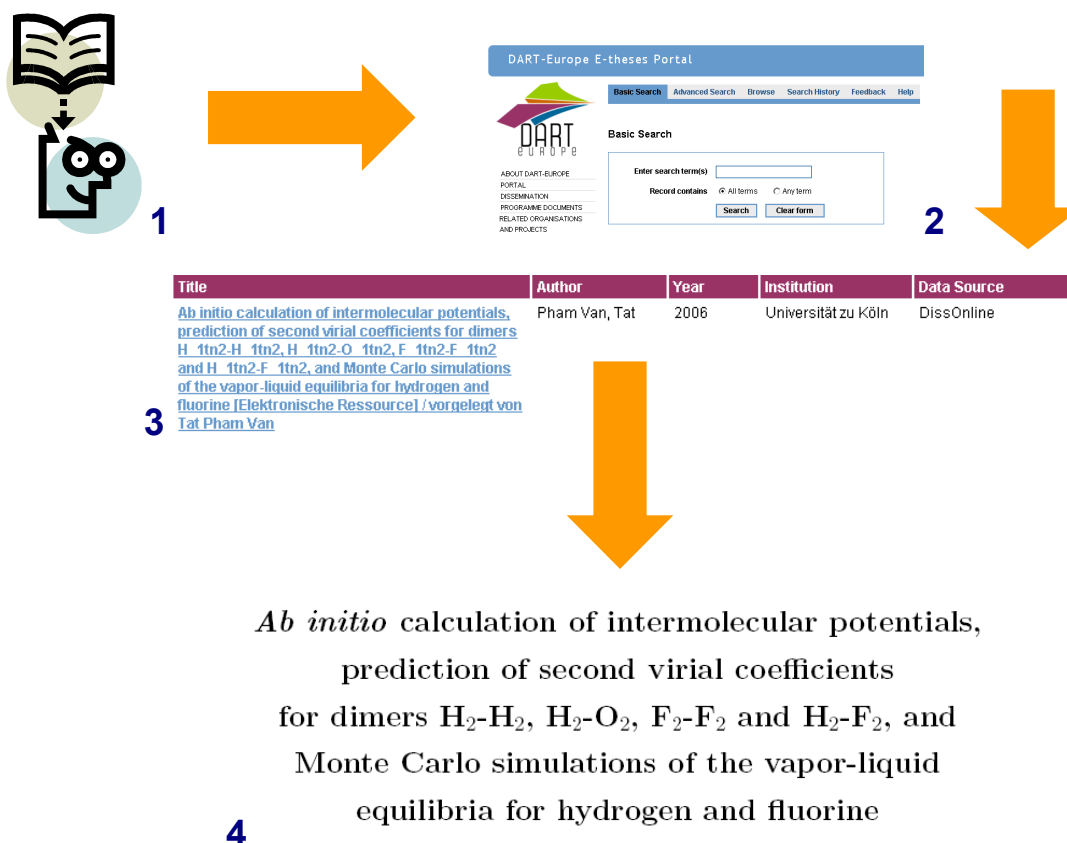 DART-Europe E-theses Portal
Basic Search Advanced Search Browse Search History Feedback Help
DART
EUROPE
Basic Search
Enter search term(s)
Record contains All terms Any term
Search Clear form
ABOUT DART-EUROPE
PORTAL
DISSEMINATION
PROGRAMME DOCUMENTS
RELATED ORGANISATIONS
AND PROJECTS
1
2
Title Author Year Institution Data Source
Ab initio calculation of intermolecular potentials, Pham Van, Tat 2006 Universität zu Köln DissOnline
prediction of second virial coefficients for dimers
H_1tn2-H_1tn2, H_1tn2-O_1tn2, F_1tn2-F_1tn2
and H_1tn2-F_1tn2, and Monte Carlo simulations
of the vapor-liquid equilibria for hydrogen and
fluorine [Elektronische Ressource] / vorgelegt von
Tat Pham Van
3
Ab initio calculation of intermolecular potentials,
prediction of second virial coefficients
for dimers H₂-H₂, H₂-O₂, F₂-F₂ and H₂-F₂, and
Monte Carlo simulations of the vapor-liquid
equilibria for hydrogen and fluorine
4